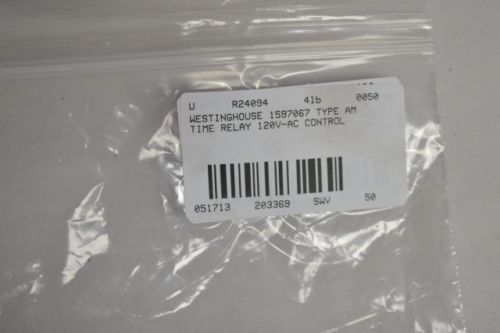 U R24094 4lb 0050
WESTINGHOUSE 1597067 TYPE AM
TIME RELAY 120V-AC CONTROL
051713 203369 SWV 50